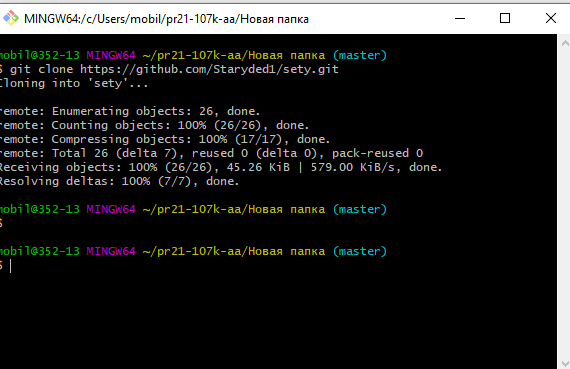 MINGW64:/c/Users/mobil/pr21-107k-aa/Новая папка
mobil@352-13 MINGW64 ~/pr21-107k-aa/Новая папка (master)
$ git clone https://github.com/Staryded1/sety.git
Cloning into 'sety'...
remote: Enumerating objects: 26, done.
remote: Counting objects: 100% (26/26), done.
remote: Compressing objects: 100% (17/17), done.
remote: Total 26 (delta 7), reused 0 (delta 0), pack-reused 0
Receiving objects: 100% (26/26), 45.26 KiB | 579.00 KiB/s, done.
Resolving deltas: 100% (7/7), done.
mobil@352-13 MINGW64 ~/pr21-107k-aa/Новая папка (master)
$
mobil@352-13 MINGW64 ~/pr21-107k-aa/Новая папка (master)
$